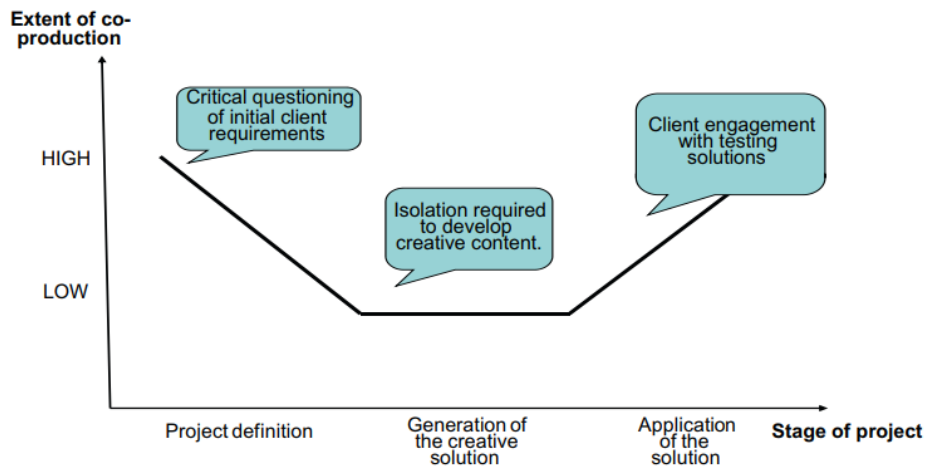 Extent of co-
production
Critical questioning
of initial client
requirements
Client engagement
with testing
solutions
HIGH
Isolation required
to develop
creative content.
LOW
Project definition
Generation of
the creative
solution
Application
of the
solution
Stage of project